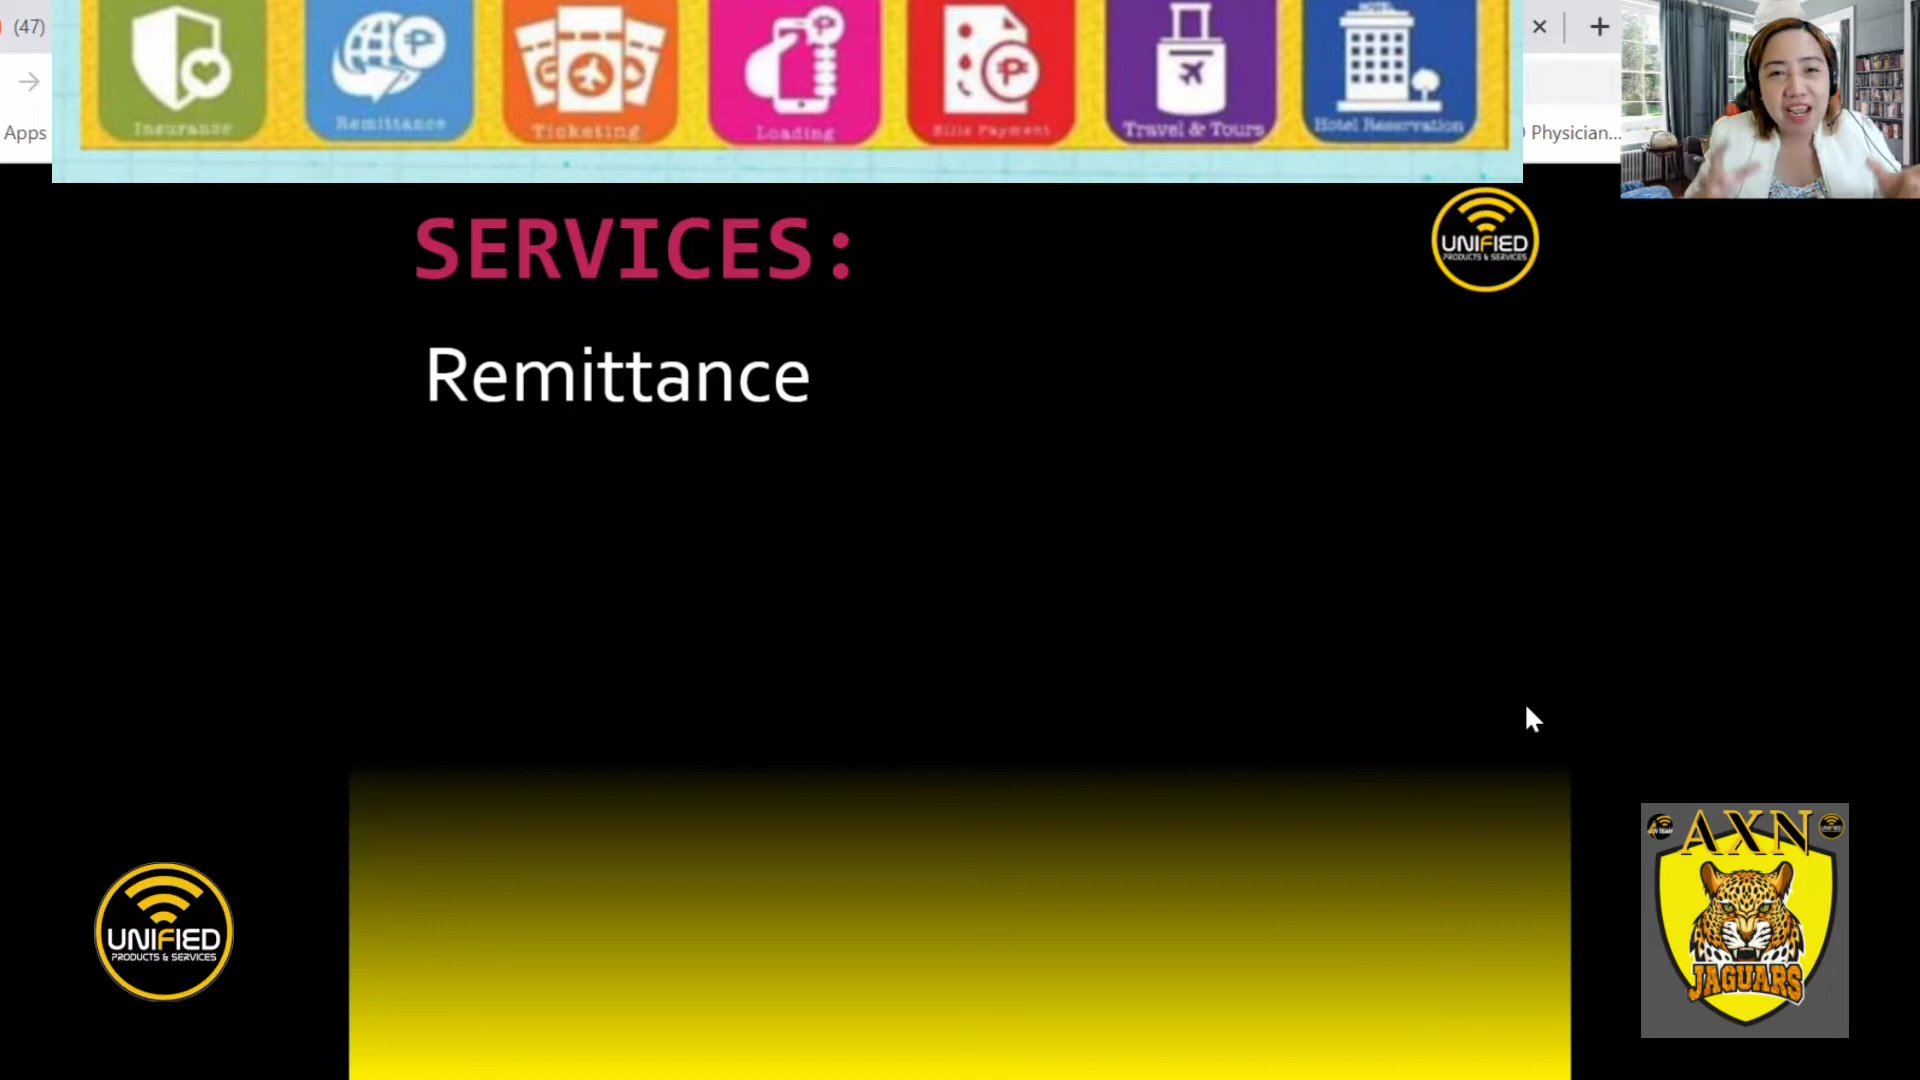 (47)
Apps
Physician...
Insurance
Remittance
Ticketing
Loading
Bills Payment
Travel & Tours
HOTEL
Hotel Reservation
SERVICES:
UNIFIED
PRODUCTS & SERVICES
Remittance
UNIFIED
PRODUCTS & SERVICES
AXN
JAGUARS